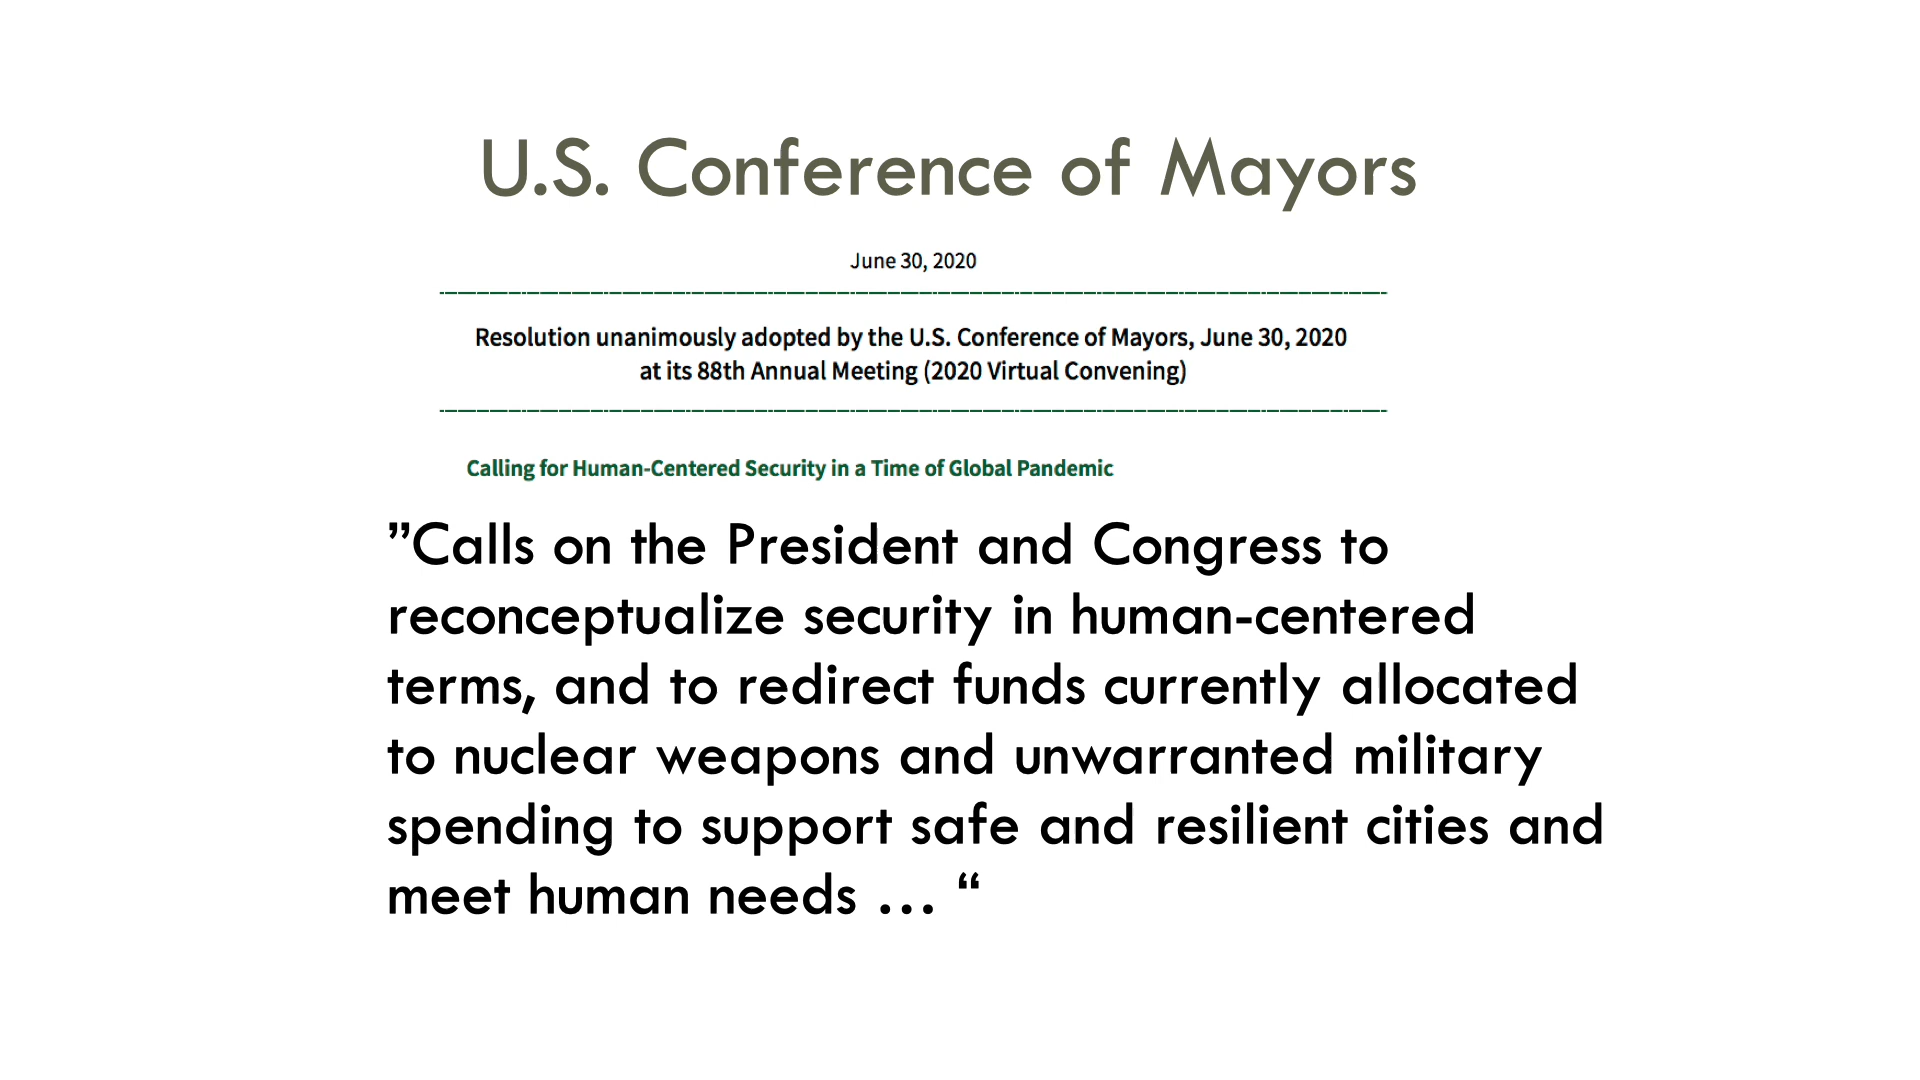 U.S. Conference of Mayors
June 30, 2020
Resolution unanimously adopted by the U.S. Conference of Mayors, June 30, 2020
at its 88th Annual Meeting (2020 Virtual Convening)
Calling for Human-Centered Security in a Time of Global Pandemic
”Calls on the President and Congress to
reconceptualize security in human-centered
terms, and to redirect funds currently allocated
to nuclear weapons and unwarranted military
spending to support safe and resilient cities and
meet human needs … “